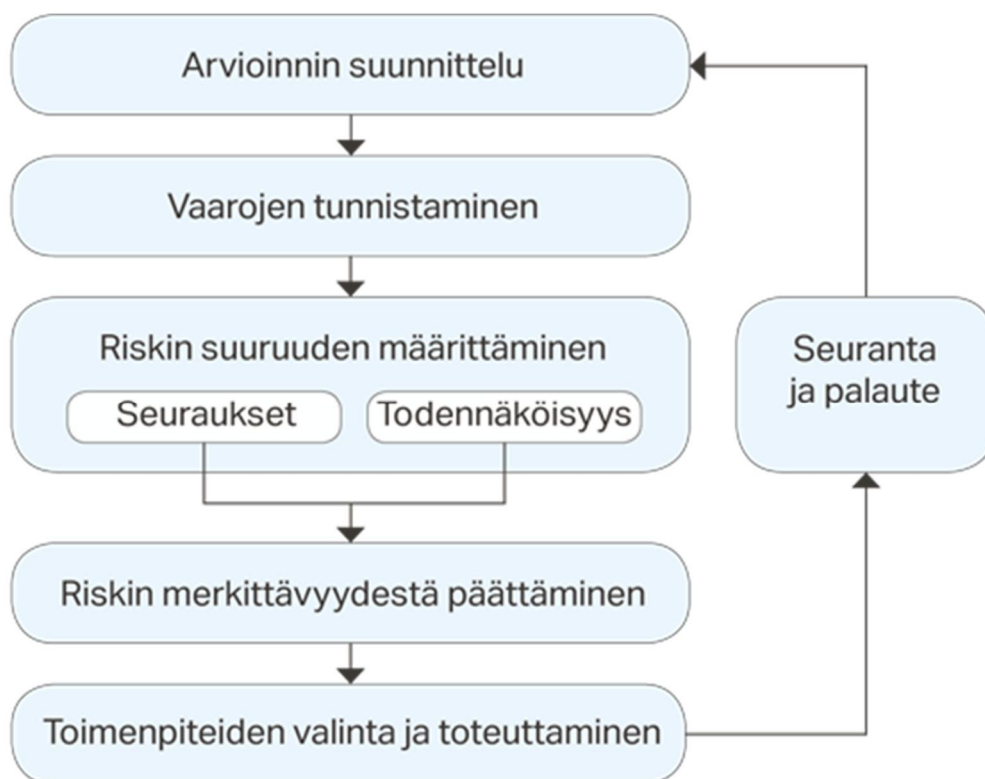 Arvioinnin suunnittelu
Vaarojen tunnistaminen
Riskin suuruuden määrittäminen
Seuraukset
Todennäköisyys
Riskin merkittävyydestä päättäminen
Toimenpiteiden valinta ja toteuttaminen
Seuranta
ja palaute